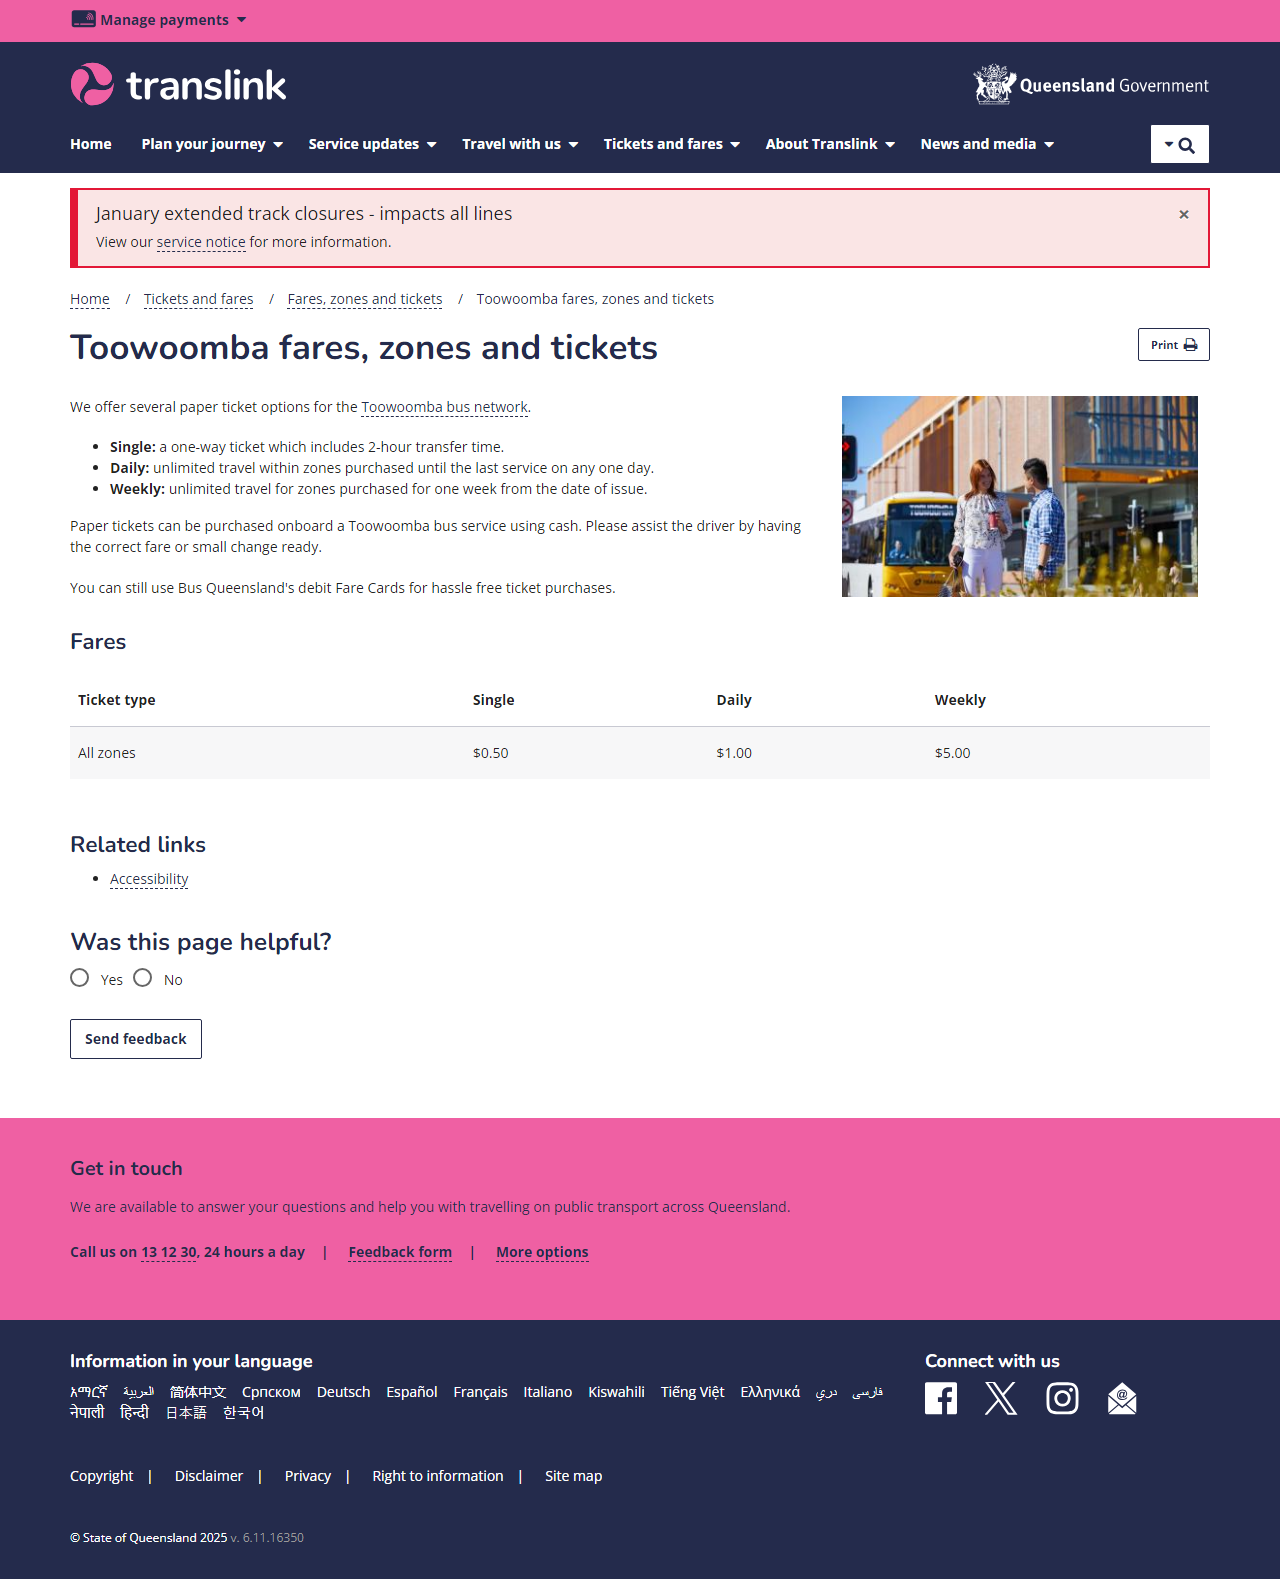 Manage payments
translink
Queensland Government
Home Plan your journey Service updates Travel with us Tickets and fares About Translink News and media
January extended track closures - impacts all lines ×
View our service notice for more information.
Home / Tickets and fares / Fares, zones and tickets / Toowoomba fares, zones and tickets
Toowoomba fares, zones and tickets
Print
We offer several paper ticket options for the Toowoomba bus network.
• Single: a one-way ticket which includes 2-hour transfer time.
• Daily: unlimited travel within zones purchased until the last service on any one day.
• Weekly: unlimited travel for zones purchased for one week from the date of issue.
Paper tickets can be purchased onboard a Toowoomba bus service using cash. Please assist the driver by having
the correct fare or small change ready.
You can still use Bus Queensland's debit Fare Cards for hassle free ticket purchases.
Fares
Ticket type Single Daily Weekly
All zones $0.50 $1.00 $5.00
Related links
• Accessibility
Was this page helpful?
Yes No
Send feedback
Get in touch
We are available to answer your questions and help you with travelling on public transport across Queensland.
Call us on 13 12 30, 24 hours a day | Feedback form | More options
Information in your language
አማርኛ العربية 简体中文 Српском Deutsch Español Français Italiano Kiswahili Tiếng Việt Ελληνικά دري فارسی
नेपाली हिन्दी 日本語 한국어
Connect with us
Copyright | Disclaimer | Privacy | Right to information | Site map
© State of Queensland 2025 v. 6.11.16350